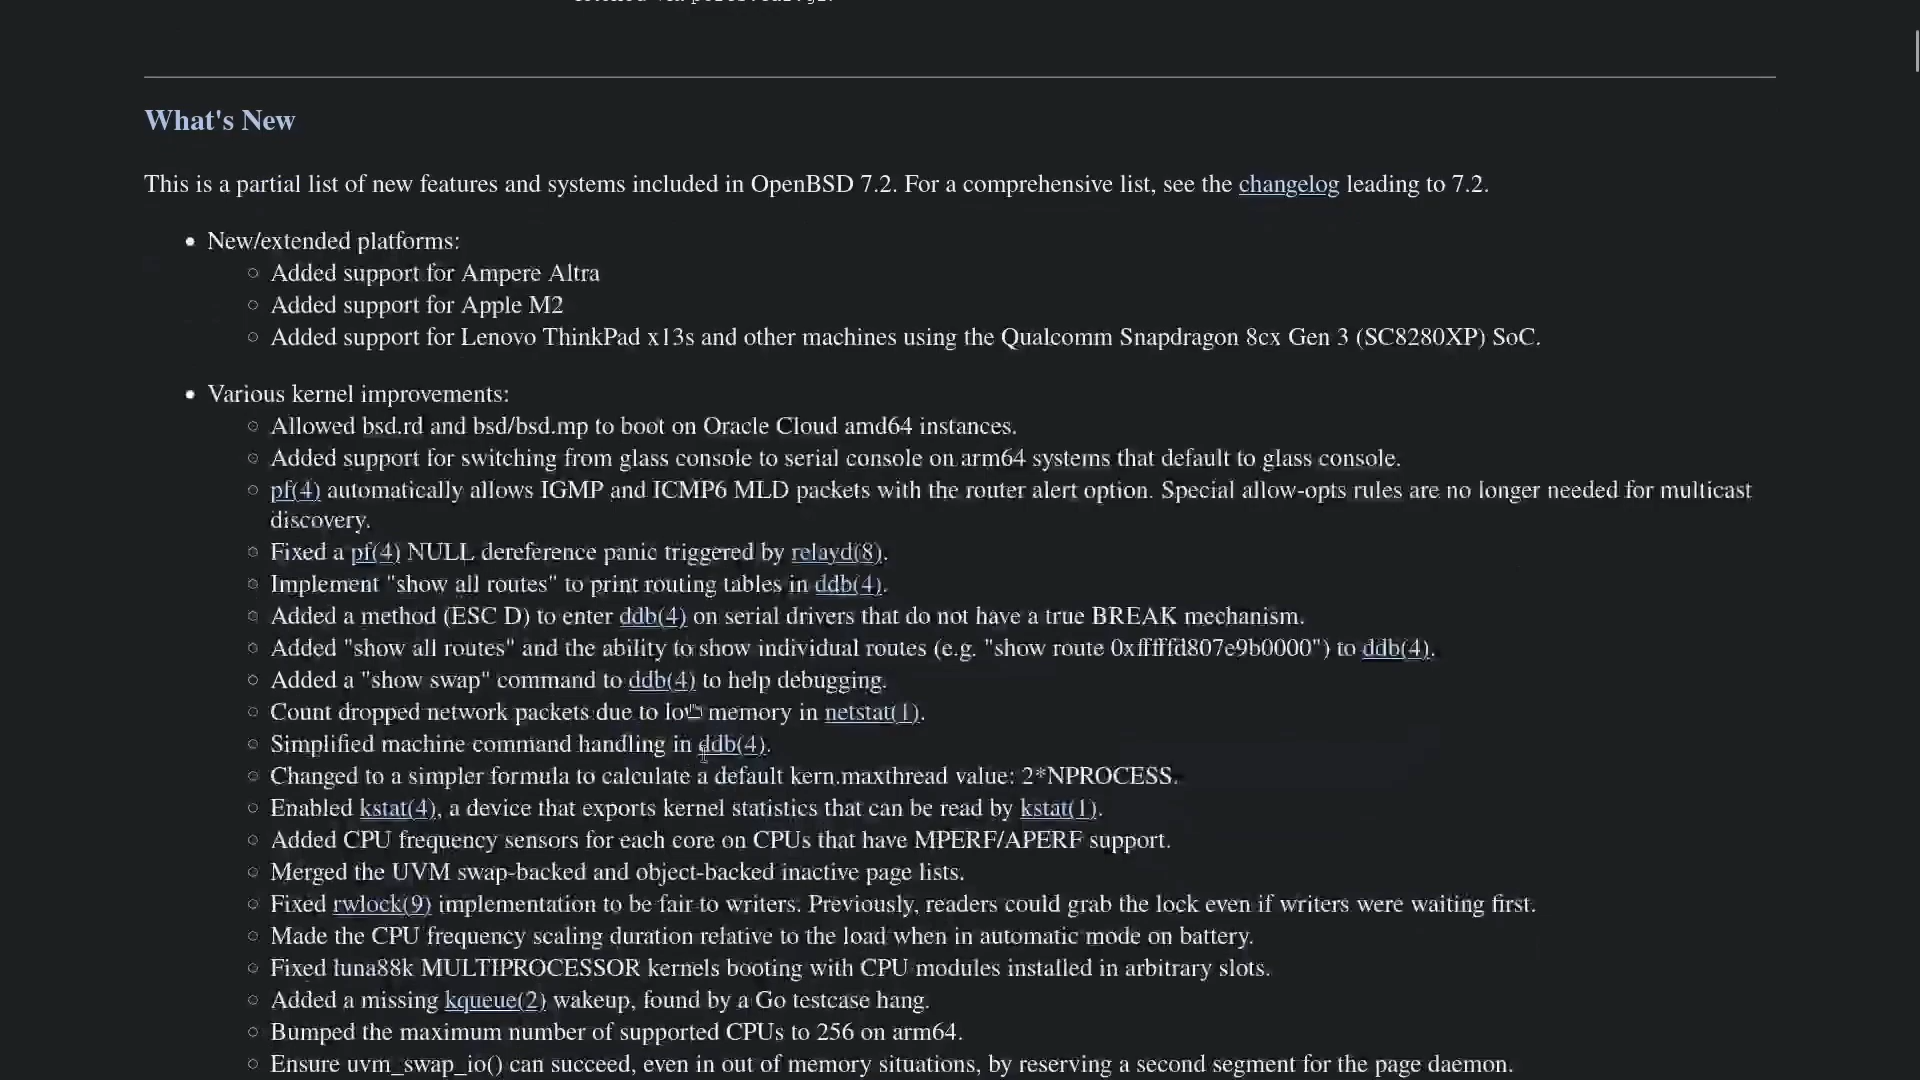 What's New
This is a partial list of new features and systems included in OpenBSD 7.2. For a comprehensive list, see the changelog leading to 7.2.
New/extended platforms:
Added support for Ampere Altra
Added support for Apple M2
Added support for Lenovo ThinkPad x13s and other machines using the Qualcomm Snapdragon 8cx Gen 3 (SC8280XP) SoC.
Various kernel improvements:
Allowed bsd.rd and bsd/bsd.mp to boot on Oracle Cloud amd64 instances.
Added support for switching from glass console to serial console on arm64 systems that default to glass console.
pf(4) automatically allows IGMP and ICMP6 MLD packets with the router alert option. Special allow-opts rules are no longer needed for multicast
discovery.
Fixed a pf(4) NULL dereference panic triggered by relayd(8).
Implement "show all routes" to print routing tables in ddb(4).
Added a method (ESC D) to enter ddb(4) on serial drivers that do not have a true BREAK mechanism.
Added "show all routes" and the ability to show individual routes (e.g. "show route 0xfffffd807e9b0000") to ddb(4).
Added a "show swap" command to ddb(4) to help debugging.
Count dropped network packets due to low memory in netstat(1).
Simplified machine command handling in ddb(4).
Changed to a simpler formula to calculate a default kern.maxthread value: 2*NPROCESS.
Enabled kstat(4), a device that exports kernel statistics that can be read by kstat(1).
Added CPU frequency sensors for each core on CPUs that have MPERF/APERF support.
Merged the UVM swap-backed and object-backed inactive page lists.
Fixed rwlock(9) implementation to be fair to writers. Previously, readers could grab the lock even if writers were waiting first.
Made the CPU frequency scaling duration relative to the load when in automatic mode on battery.
Fixed luna88k MULTIPROCESSOR kernels booting with CPU modules installed in arbitrary slots.
Added a missing kqueue(2) wakeup, found by a Go testcase hang.
Bumped the maximum number of supported CPUs to 256 on arm64.
Ensure uvm_swap_io() can succeed, even in out of memory situations, by reserving a second segment for the page daemon.